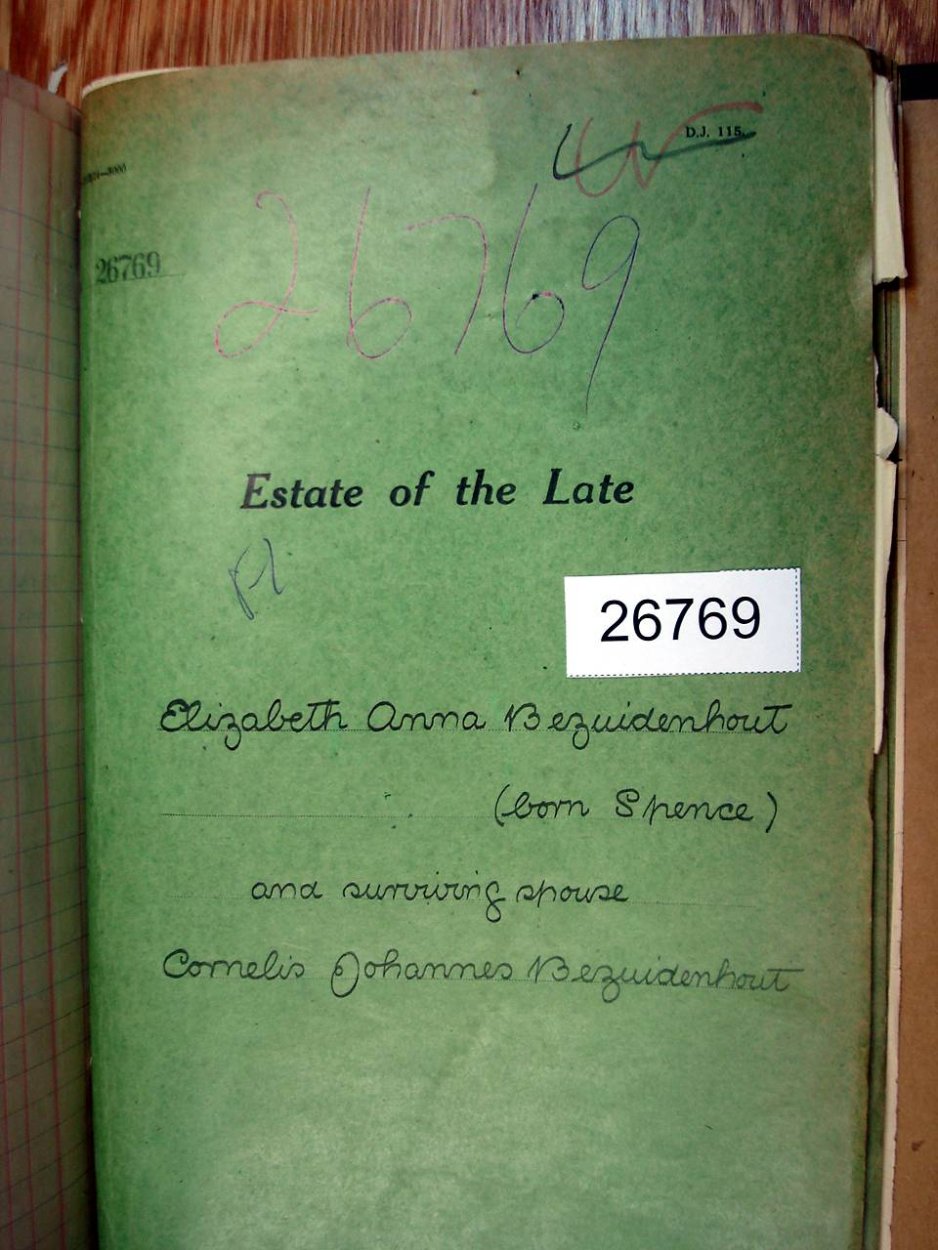 D.J. 115.
26769
26769
Estate of the Late
26769
Elizabeth Anna Bezuidenhout
(born Spence)
and surviving spouse
Cornelis Johannes Bezuidenhout